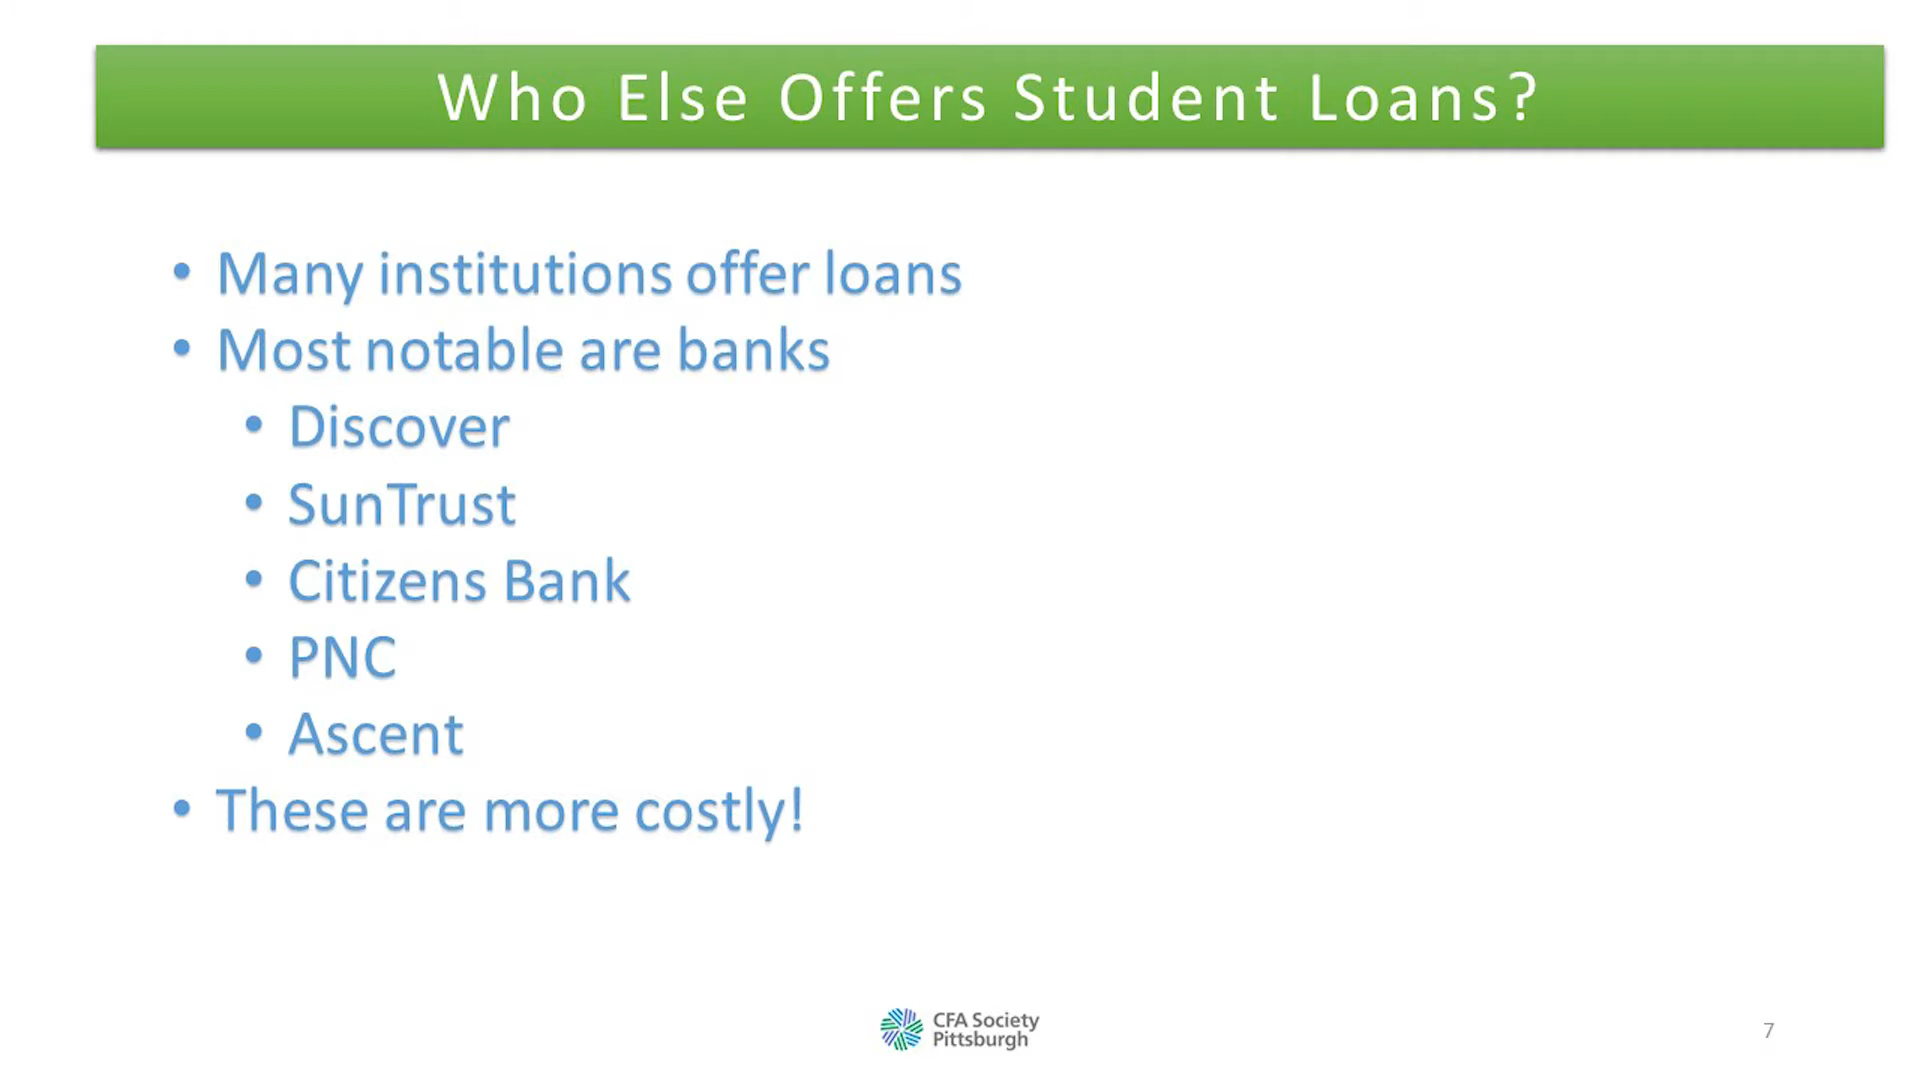 Who Else Offers Student Loans?
• Many institutions offer loans
• Most notable are banks
• Discover
• SunTrust
• Citizens Bank
• PNC
• Ascent
• These are more costly!
CFA Society
Pittsburgh
7